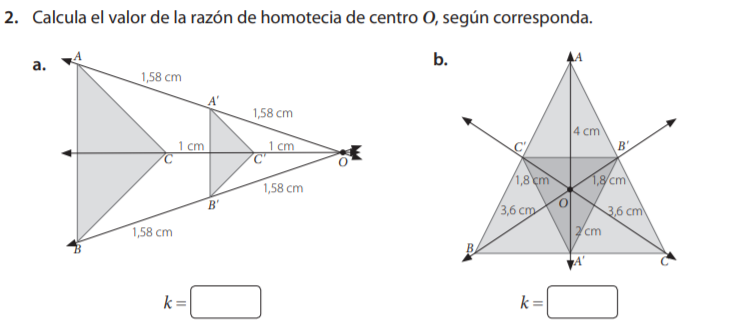 2. Calcula el valor de la razón de homotecia de centro O, según corresponda.
a.
A
1,58 cm
A'
1,58 cm
1 cm
1 cm
C
C'
O
1,58 cm
B'
1,58 cm
B
k =
b.
A
4 cm
C'
B'
1,8 cm
1,8 cm
O
3,6 cm
3,6 cm
2 cm
B
A'
C
k =